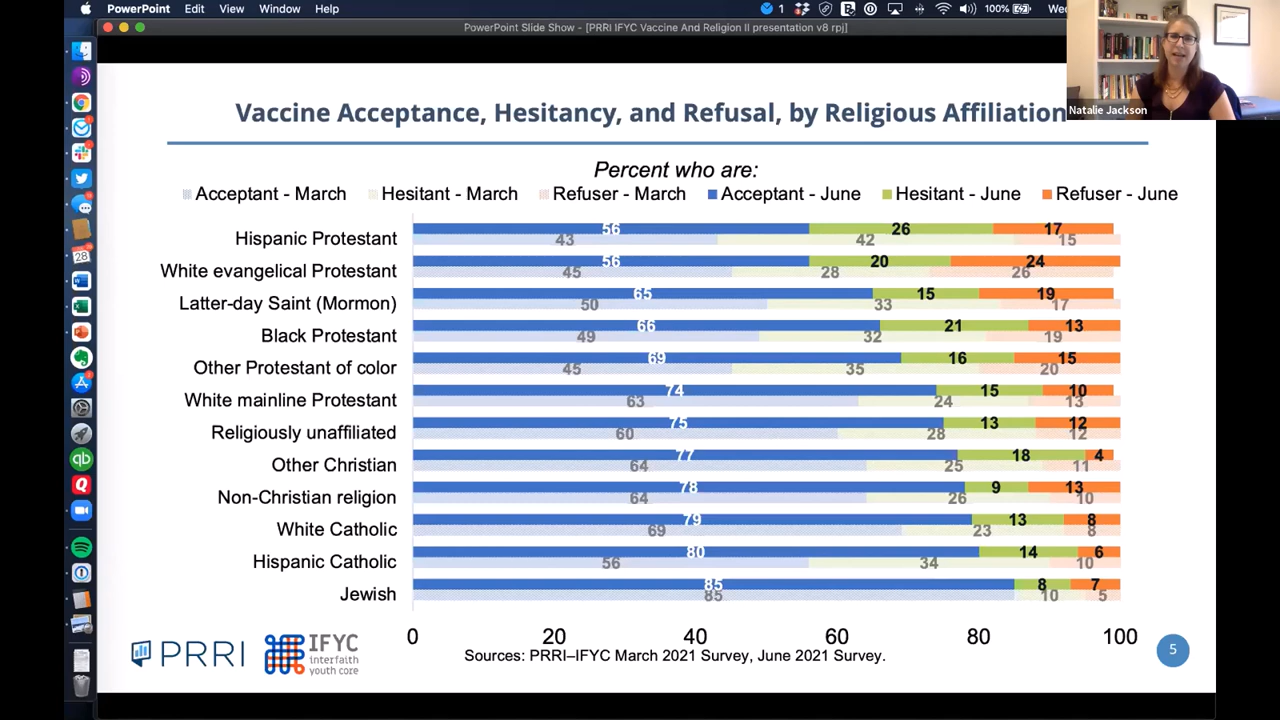 PowerPoint Edit View Window Help
1
100%
Wed
PowerPoint Slide Show - [PRRI IFYC Vaccine And Religion II presentation v8 rpj]
Natalie Jackson
Vaccine Acceptance, Hesitancy, and Refusal, by Religious Affiliation
Percent who are:
Acceptant - March Hesitant - March Refuser - March Acceptant - June Hesitant - June Refuser - June
56 26 17
Hispanic Protestant 43 42 15
56 20 24
White evangelical Protestant 45 28 26
65 15 19
Latter-day Saint (Mormon) 50 33 17
66 21 13
Black Protestant 49 32 19
69 16 15
Other Protestant of color 45 35 20
74 15 10
White mainline Protestant 63 24 13
75 13 12
Religiously unaffiliated 60 28 12
77 18 4
Other Christian 64 25 11
78 9 13
Non-Christian religion 64 26 10
79 13 8
White Catholic 69 23 8
80 14 6
Hispanic Catholic 56 34 10
85 8 7
Jewish 85 10 5
0 20 40 60 80 100
PRRI
IFYC
interfaith
youth core
Sources: PRRI–IFYC March 2021 Survey, June 2021 Survey.
5
28
qb